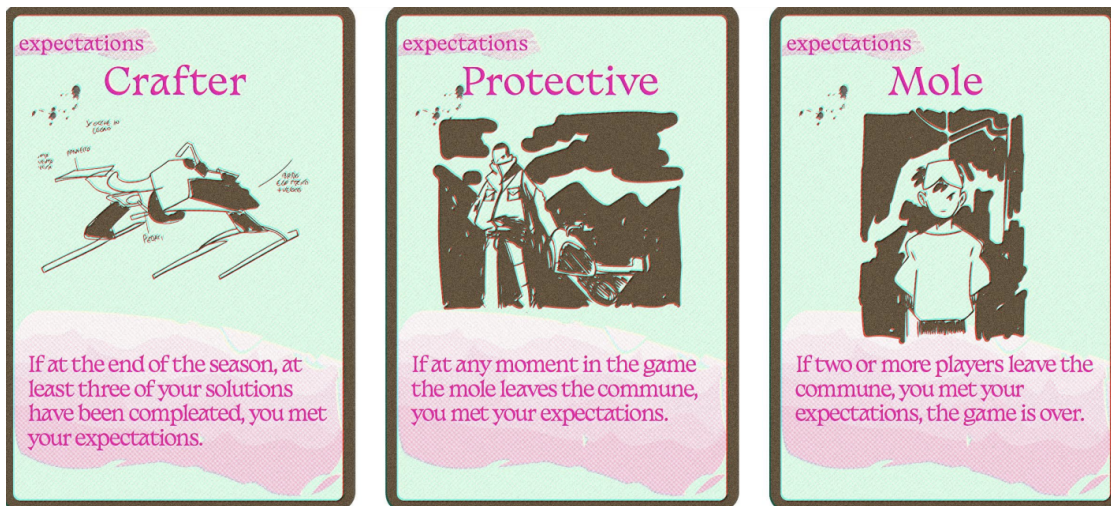 expectations
Crafter
If at the end of the season, at
least three of your solutions
have been compleated, you met
your expectations.
expectations
Protective
If at any moment in the game
the mole leaves the commune,
you met your expectations.
expectations
Mole
If two or more players leave the
commune, you met your
expectations, the game is over.